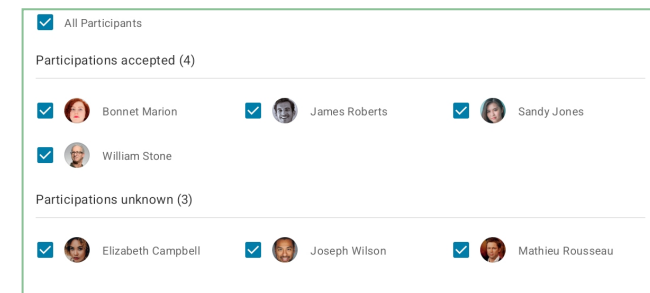 All Participants
Participations accepted (4)
Bonnet Marion James Roberts Sandy Jones
William Stone
Participations unknown (3)
Elizabeth Campbell Joseph Wilson Mathieu Rousseau